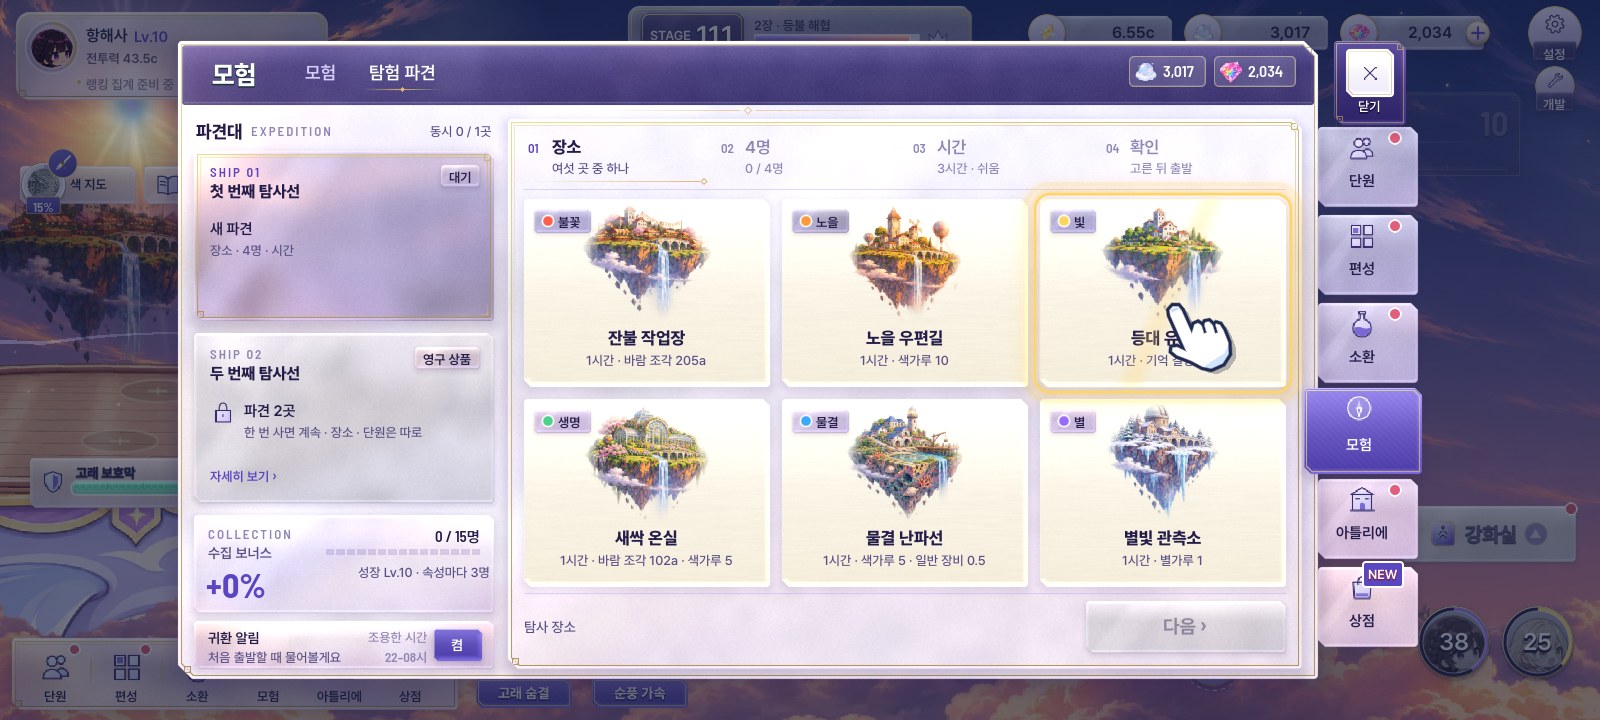 항해사 Lv.10
전투력 43.5c
랭킹 집계 준비 중
STAGE 111
2장 · 등불 해협
6.55c
3,017
2,034
설정
개발
10
색 지도
15%
고래 보호막
모험
모험
탐험 파견
3,017
2,034
닫기
파견대 EXPEDITION
동시 0 / 1곳
SHIP 01
첫 번째 탐사선
대기
새 파견
장소 · 4명 · 시간
SHIP 02
두 번째 탐사선
영구 상품
파견 2곳
한 번 사면 계속 · 장소 · 단원은 따로
자세히 보기 ›
COLLECTION
수집 보너스
+0%
0 / 15명
성장 Lv.10 · 속성마다 3명
귀환 알림
처음 출발할 때 물어볼게요
조용한 시간
22-08시
켬
01 장소
여섯 곳 중 하나
02 4명
0 / 4명
03 시간
3시간 · 쉬움
04 확인
고른 뒤 출발
불꽃
잔불 작업장
1시간 · 바람 조각 205a
노을
노을 우편길
1시간 · 색가루 10
빛
등대
1시간 · 기억
생명
새싹 온실
1시간 · 바람 조각 102a · 색가루 5
물결
물결 난파선
1시간 · 색가루 5 · 일반 장비 0.5
별
별빛 관측소
1시간 · 별가루 1
탐사 장소
다음 ›
단원
편성
소환
모험
아틀리에
NEW
상점
강화실
38
25
단원
편성
소환
모험
아틀리에
상점
고래 숨결
순풍 가속